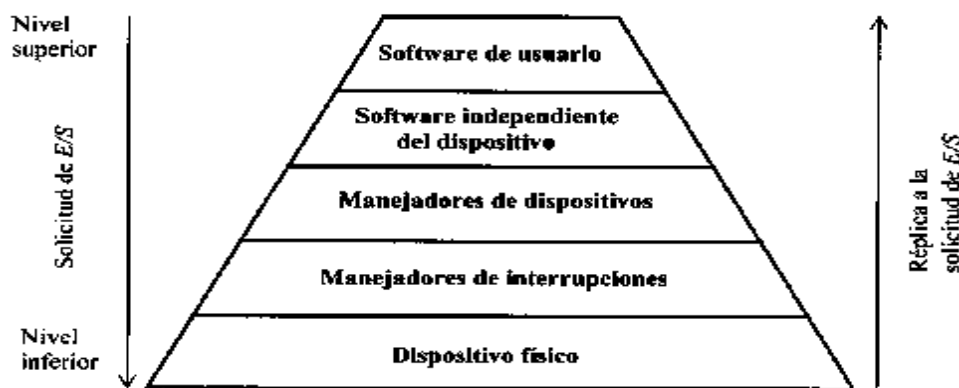 Nivel
superior
Software de usuario
Software independiente
del dispositivo
Manejadores de dispositivos
Manejadores de interrupciones
Nivel
inferior
Dispositivo físico
Solicitud de E/S
Réplica a la
solicitud de E/S